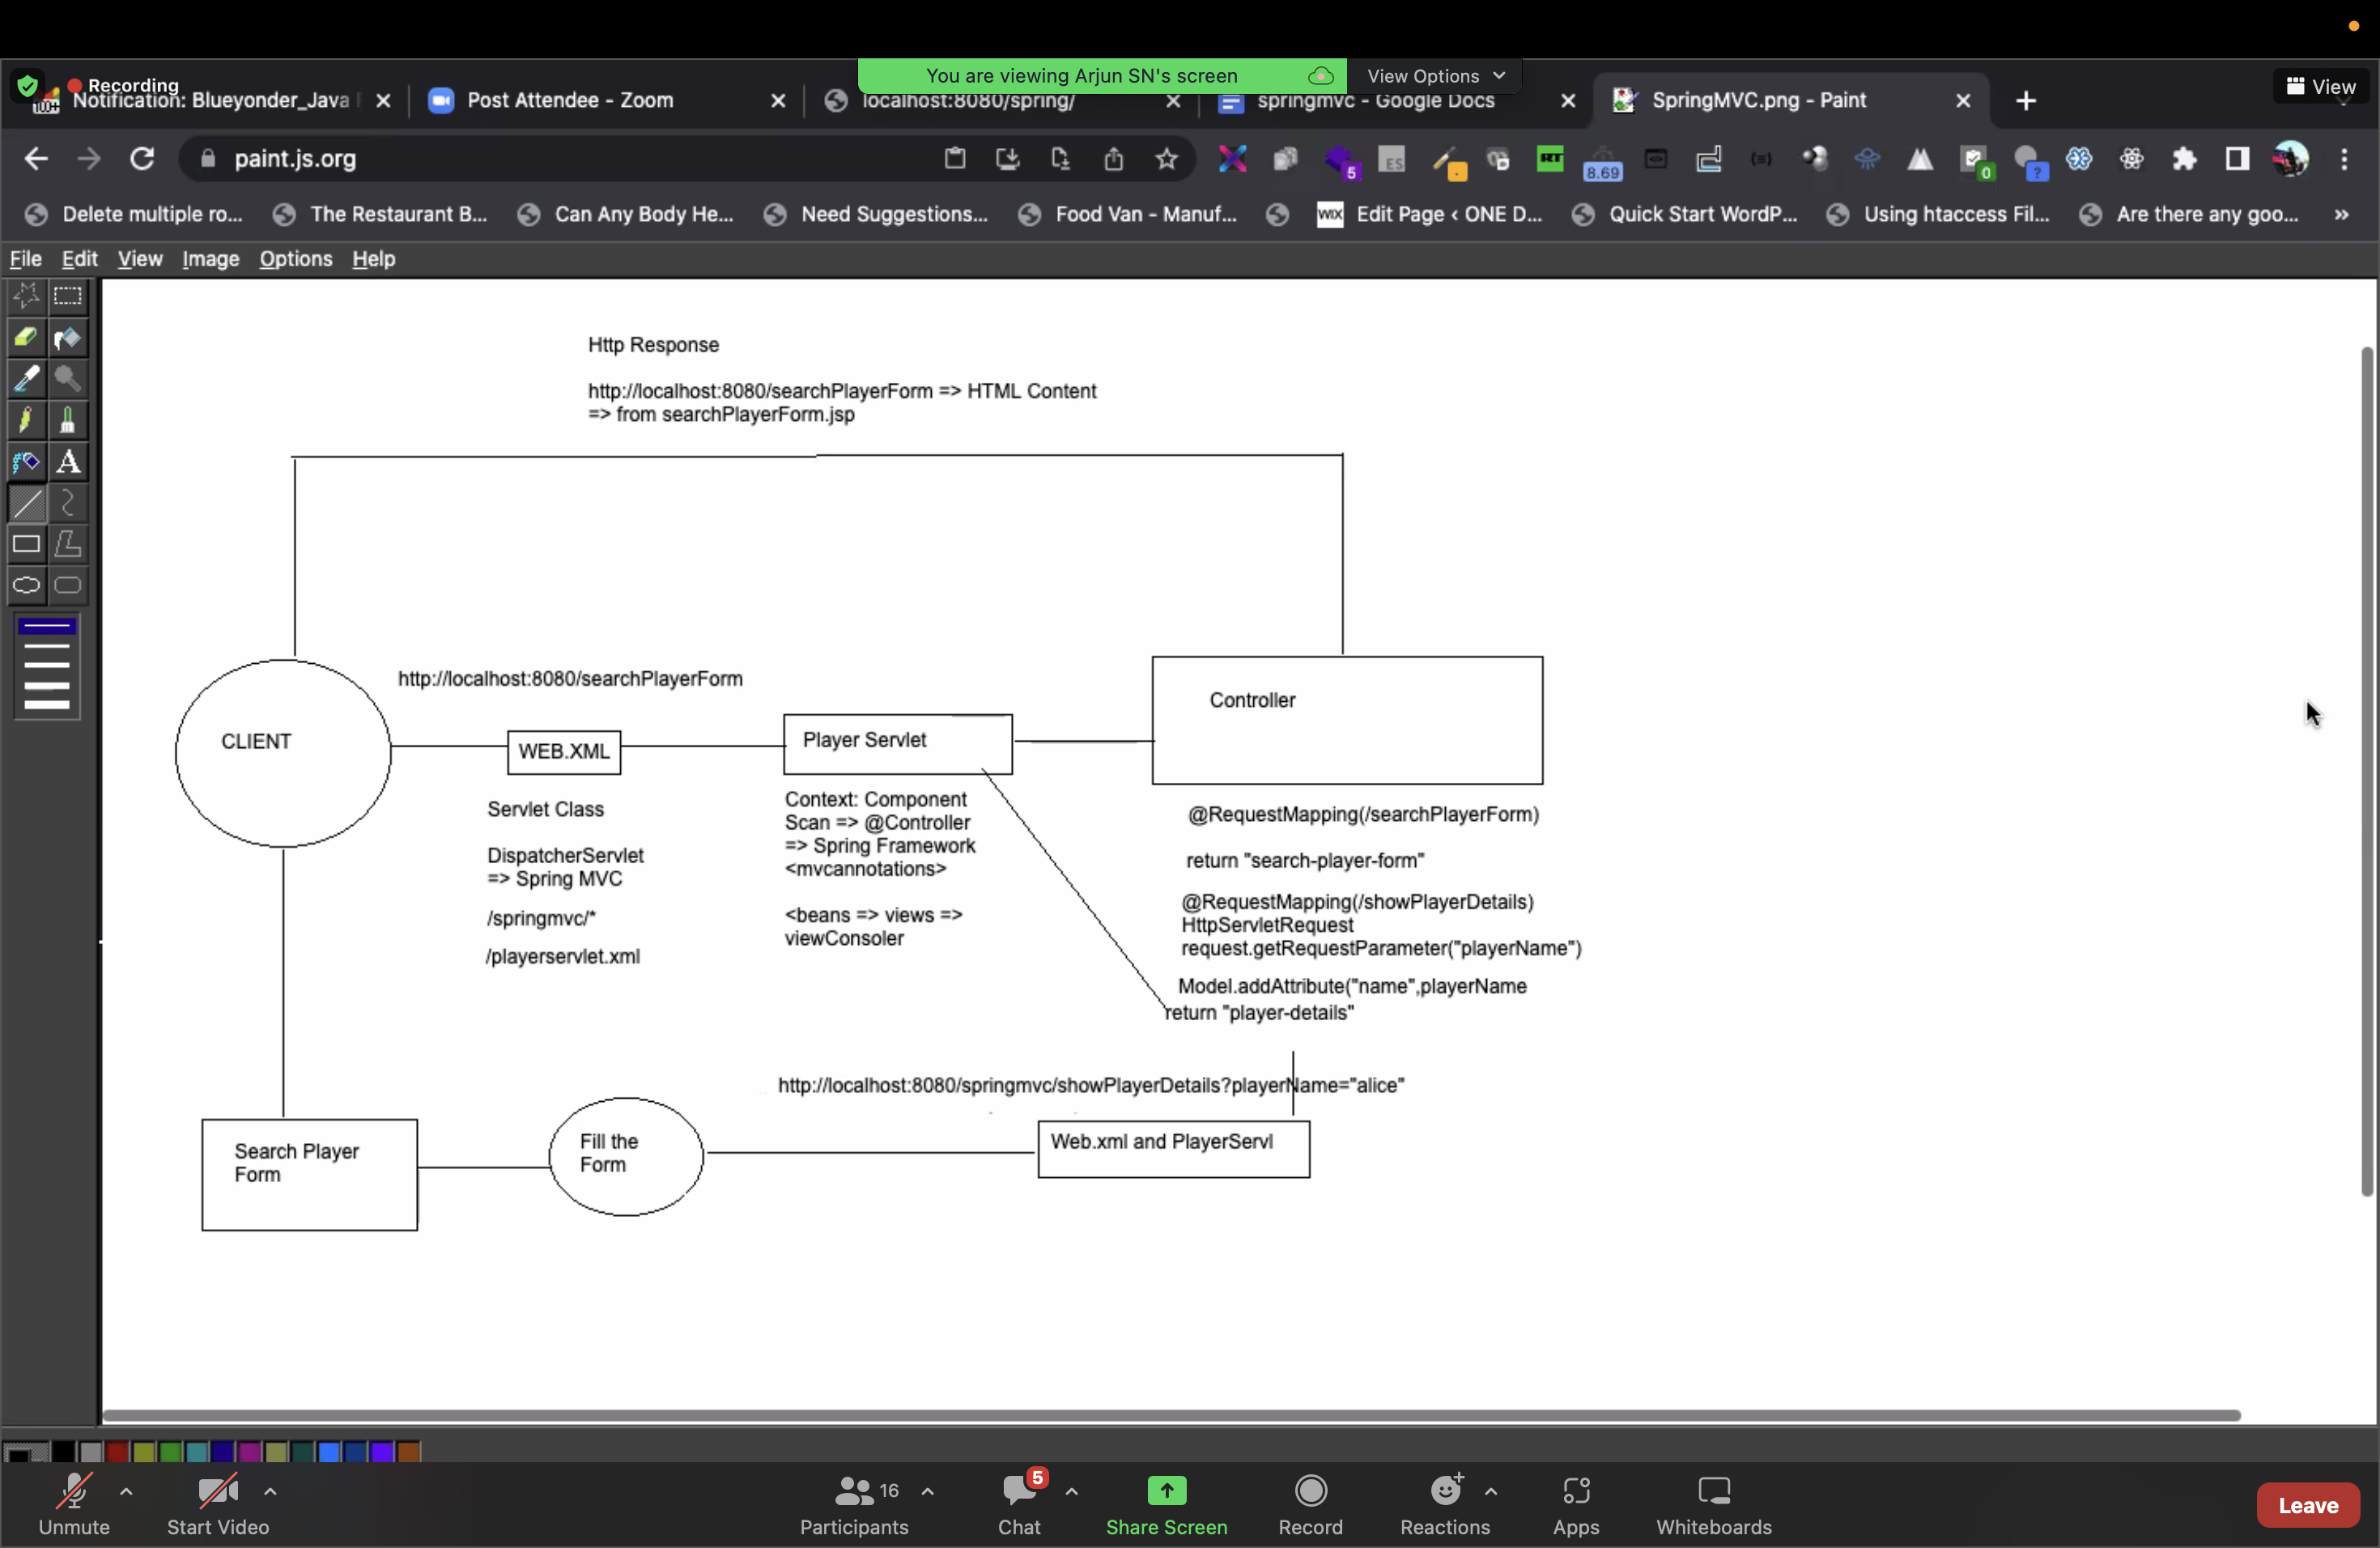 You are viewing Arjun SN's screen
View Options
Recording
View
Notification: Blueyonder_Java
Post Attendee - Zoom
localhost:8080/spring/
springmvc - Google Docs
SpringMVC.png - Paint
paint.js.org
5
ES
RT
8.69
0
?
Delete multiple ro...
The Restaurant B...
Can Any Body He...
Need Suggestions...
Food Van - Manuf...
WIX
Edit Page ‹ ONE D...
Quick Start WordP...
Using htaccess Fil...
Are there any goo...
»
File Edit View Image Options Help
A
Http Response
http://localhost:8080/searchPlayerForm => HTML Content
=> from searchPlayerForm.jsp
http://localhost:8080/searchPlayerForm
CLIENT
WEB.XML
Player Servlet
Controller
Servlet Class
DispatcherServlet
=> Spring MVC
/springmvc/*
/playerservlet.xml
Context: Component
Scan => @Controller
=> Spring Framework
<mvcannotations>
<beans => views =>
viewConsoler
@RequestMapping(/searchPlayerForm)
return "search-player-form"
@RequestMapping(/showPlayerDetails)
HttpServletRequest
request.getRequestParameter("playerName")
Model.addAttribute("name",playerName
return "player-details"
http://localhost:8080/springmvc/showPlayerDetails?playerName="alice"
Search Player
Form
Fill the
Form
Web.xml and PlayerServl
Unmute
Start Video
16
Participants
5
Chat
Share Screen
Record
Reactions
Apps
Whiteboards
Leave